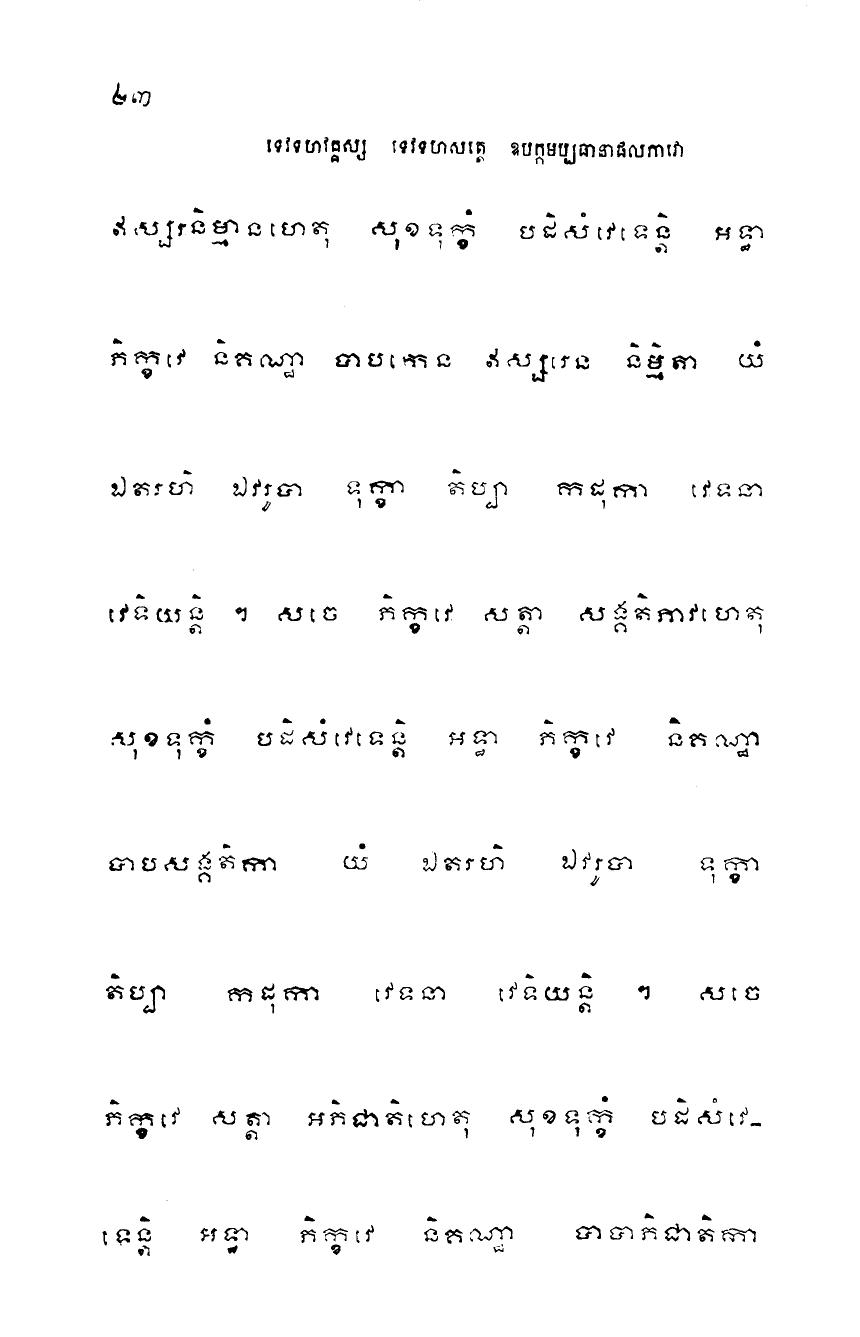 ៤៣
ទេវទហវគ្គស្ស ទេវទហសុត្តេ ឧបក្កមប្បធានាផលភាវោ
ឥស្សរនិម្មានហេតុ សុខទុក្ខំ បដិសំវេទេន្តិ អទ្ធា
ភិក្ខវេ និគណ្ឋា បាបកេន ឥស្សរេន និម្មិតា យំ
ឯតរហិ ឯវរូបា ទុក្ខា តិប្បា កដុកា វេទនា
វេទិយន្តិ ។ សចេ ភិក្ខវេ សត្តា សង្គតិភាវហេតុ
សុខទុក្ខំ បដិសំវេទេន្តិ អទ្ធា ភិក្ខវេ និគណ្ឋា
បាបសង្គតិកា យំ ឯតរហិ ឯវរូបា ទុក្ខា
តិប្បា កដុកា វេទនា វេទិយន្តិ ។ សចេ
ភិក្ខវេ សត្តា អភិជាតិហេតុ សុខទុក្ខំ បដិសំវេ-
ទេន្តិ អទ្ធា ភិក្ខវេ និគណ្ឋា បាបាភិជាតិកា